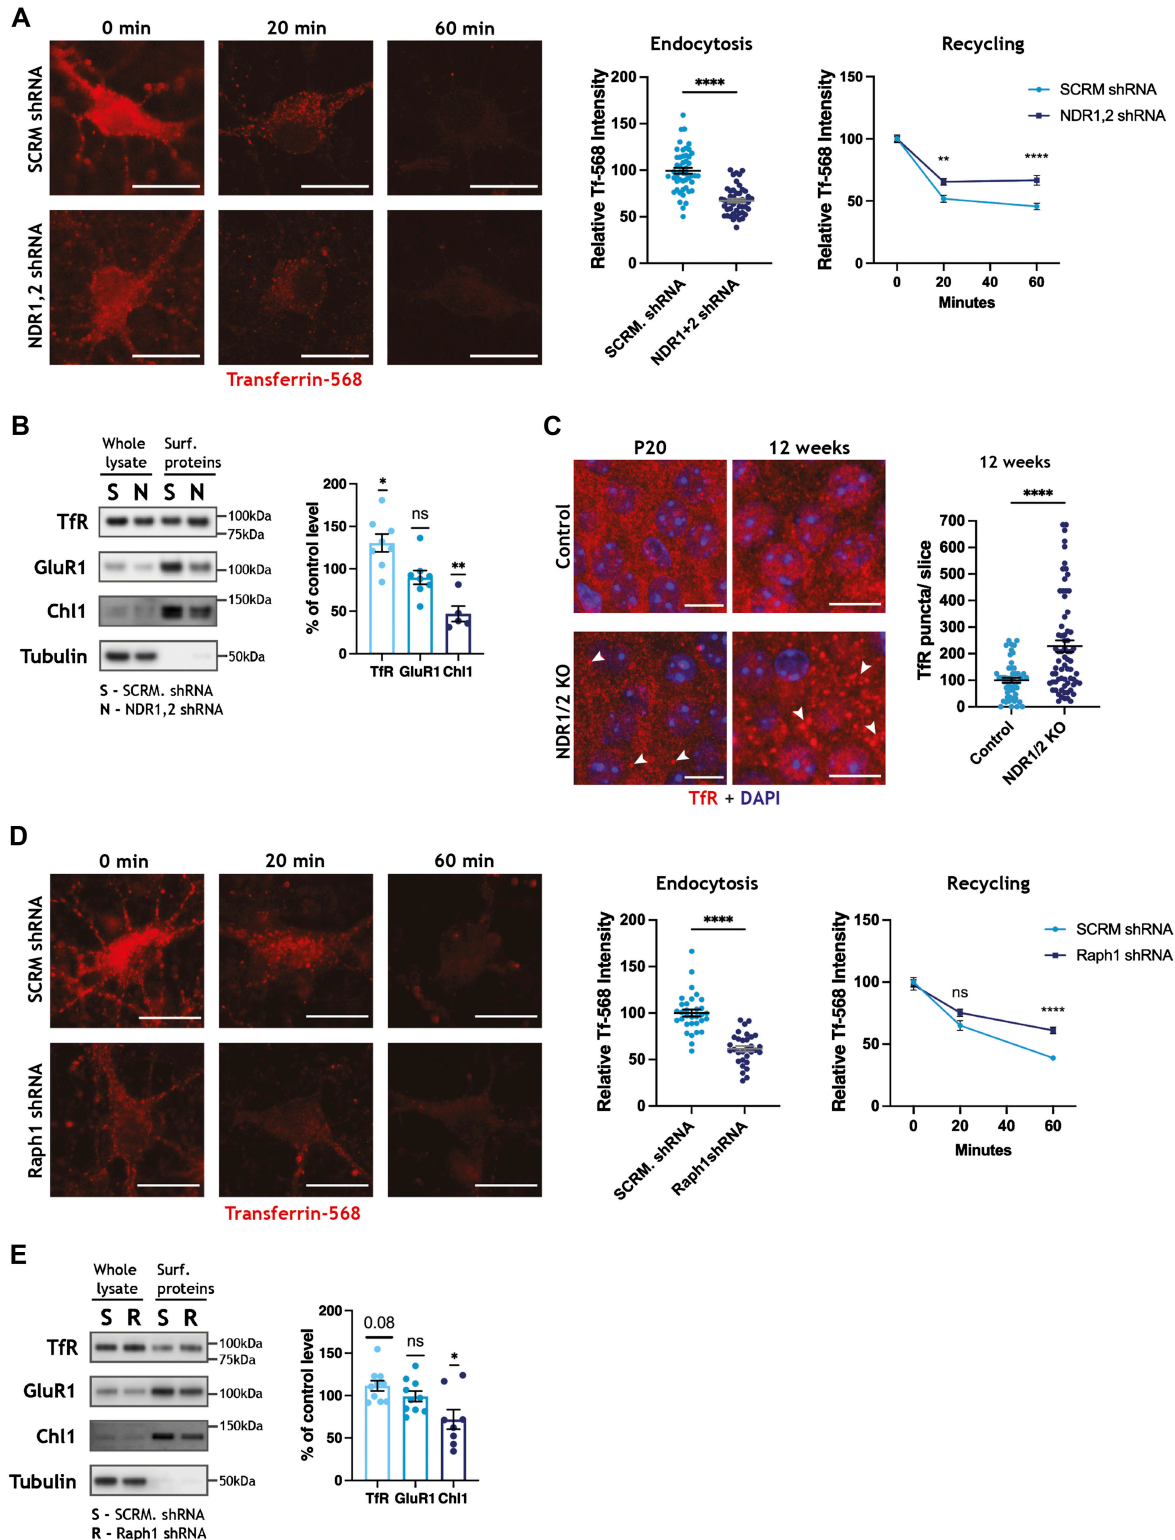 A
0 min 20 min 60 min
SCRM shRNA
NDR1,2 shRNA
Transferrin-568
Endocytosis
****
Relative Tf-568 Intensity
200
150
100
50
0
SCRM. shRNA
NDR1+2 shRNA
Recycling
SCRM shRNA
NDR1,2 shRNA
Relative Tf-568 Intensity
150
100
50
0
**
****
0 20 40 60
Minutes
B
Whole lysate
Surf. proteins
S N S N
TfR
100kDa
75kDa
GluR1
100kDa
Chl1
150kDa
Tubulin
50kDa
S - SCRM. shRNA
N - NDR1,2 shRNA
% of control level
200
150
100
50
0
*
ns
**
TfR GluR1 Chl1
C
P20 12 weeks
Control
NDR1/2 KO
TfR + DAPI
12 weeks
****
TfR puncta/ slice
700
600
500
400
300
200
100
0
Control
NDR1/2 KO
D
0 min 20 min 60 min
SCRM shRNA
Raph1 shRNA
Transferrin-568
Endocytosis
****
Relative Tf-568 Intensity
200
150
100
50
0
SCRM. shRNA
Raph1shRNA
Recycling
SCRM shRNA
Raph1 shRNA
Relative Tf-568 Intensity
150
100
50
0
ns
****
0 20 40 60
Minutes
E
Whole lysate
Surf. proteins
S R S R
TfR
100kDa
75kDa
GluR1
100kDa
Chl1
150kDa
Tubulin
50kDa
S - SCRM. shRNA
R - Raph1 shRNA
% of control level
200
150
100
50
0
0.08
ns
*
TfR GluR1 Chl1